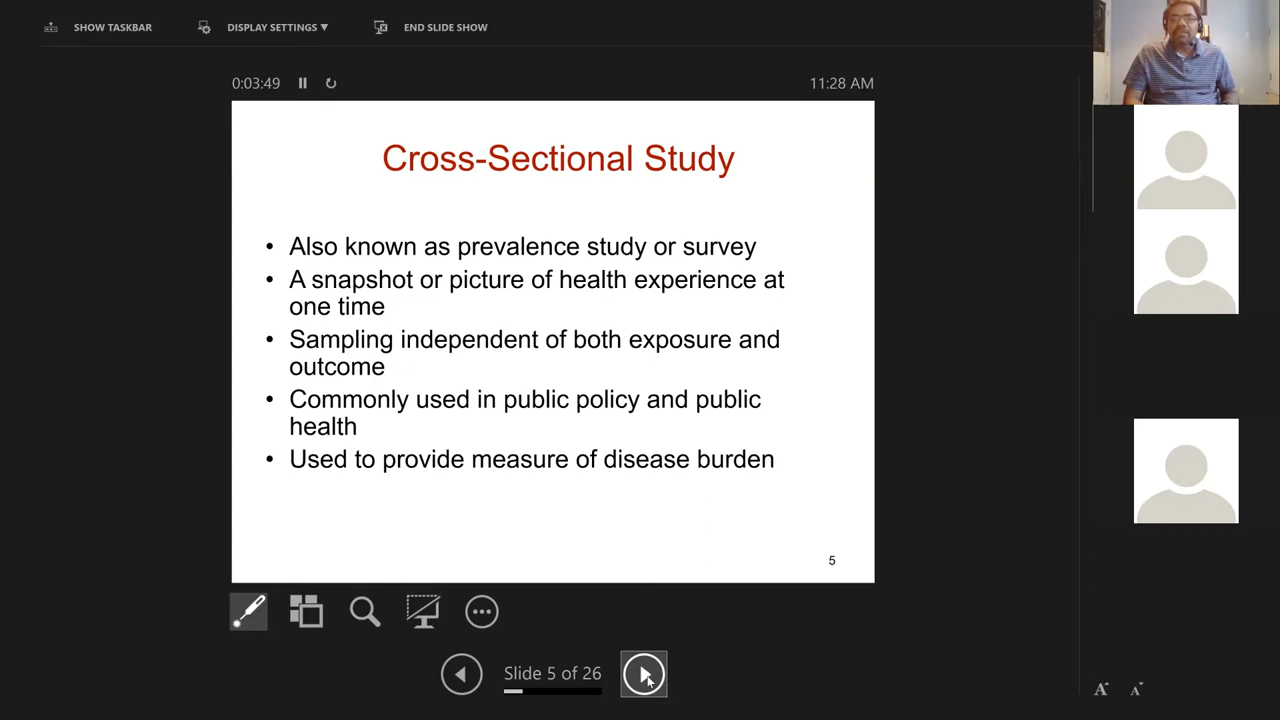 SHOW TASKBAR
DISPLAY SETTINGS ▼
END SLIDE SHOW
0:03:49
11:28 AM
Cross-Sectional Study
• Also known as prevalence study or survey
• A snapshot or picture of health experience at
one time
• Sampling independent of both exposure and
outcome
• Commonly used in public policy and public
health
• Used to provide measure of disease burden
5
Slide 5 of 26
A A